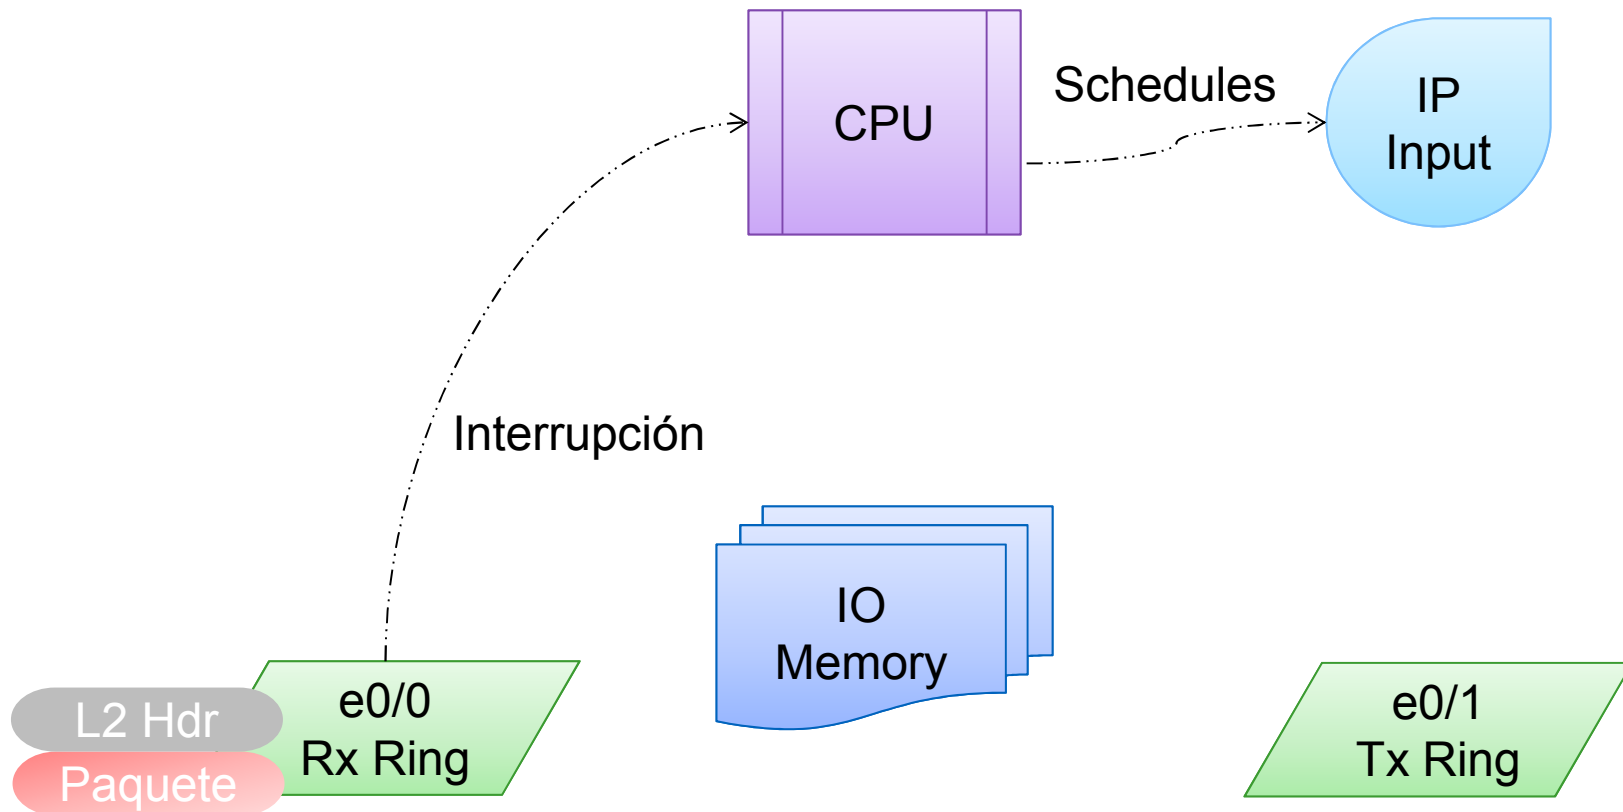 CPU
Schedules
IP
Input
Interrupción
IO
Memory
L2 Hdr
Paquete
e0/0
Rx Ring
e0/1
Tx Ring